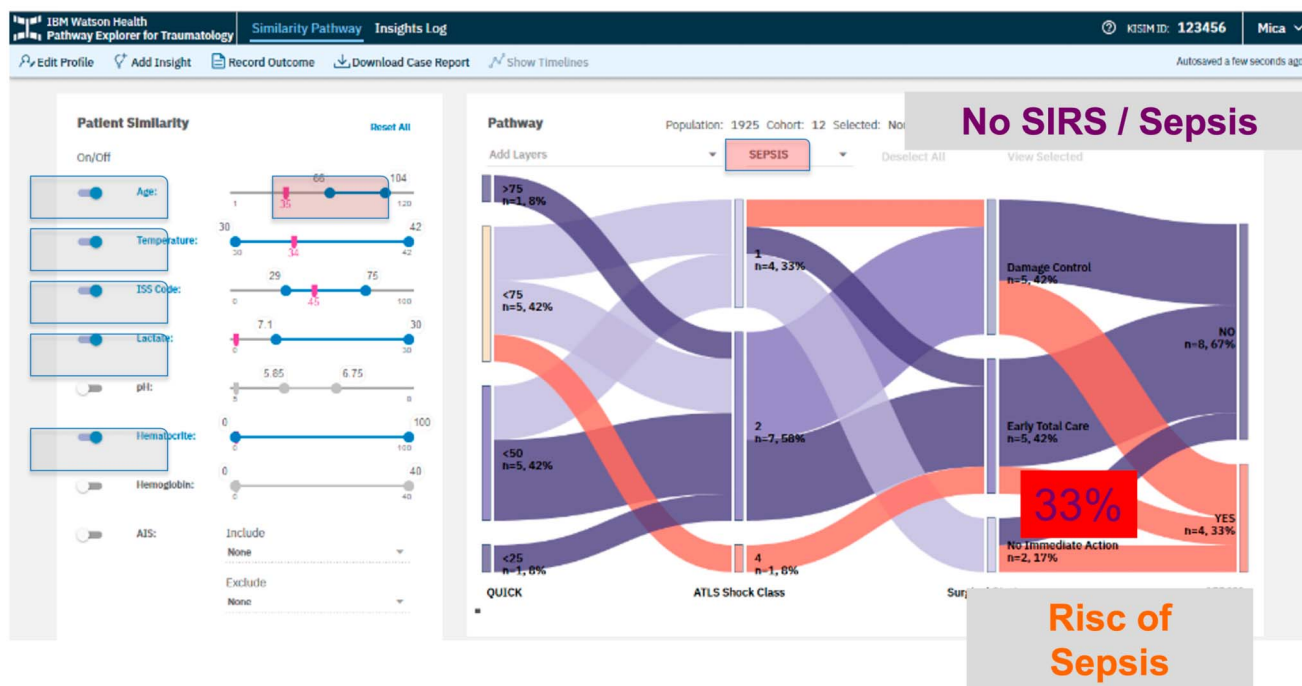 IBM Watson Health
Pathway Explorer for Traumatology
Similarity Pathway
Insights Log
KISIM ID: 123456
Mica
Edit Profile
Add Insight
Record Outcome
Download Case Report
Show Timelines
Autosaved a few seconds ago
Patient Similarity
Reset All
On/Off
Age:
66
104
1
35
120
Temperature:
30
42
30
34
42
ISS Code:
29
75
0
45
100
Lactate:
7.1
30
0
30
pH:
5.85
6.75
5
8
Hematocrite:
0
100
0
100
Hemoglobin:
0
40
0
40
AIS:
Include
None
Exclude
None
Pathway
Population: 1925 Cohort: 12 Selected:
No SIRS / Sepsis
Add Layers
SEPSIS
Deselect All
View Selected
>75
n=1, 8%
<75
n=5, 42%
<50
n=5, 42%
<25
n=1, 8%
QUICK
1
n=4, 33%
2
n=7, 58%
4
n=1, 8%
ATLS Shock Class
Damage Control
n=5, 42%
Early Total Care
n=5, 42%
33%
No Immediate Action
n=2, 17%
NO
n=8, 67%
YES
n=4, 33%
Risc of
Sepsis